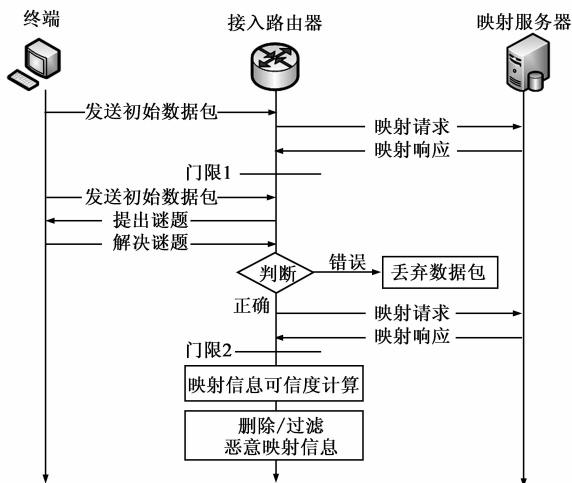 终端
接入路由器
映射服务器
发送初始数据包
映射请求
映射响应
门限1
发送初始数据包
提出谜题
解决谜题
判断
错误
丢弃数据包
正确
映射请求
映射响应
门限2
映射信息可信度计算
删除/过滤
恶意映射信息